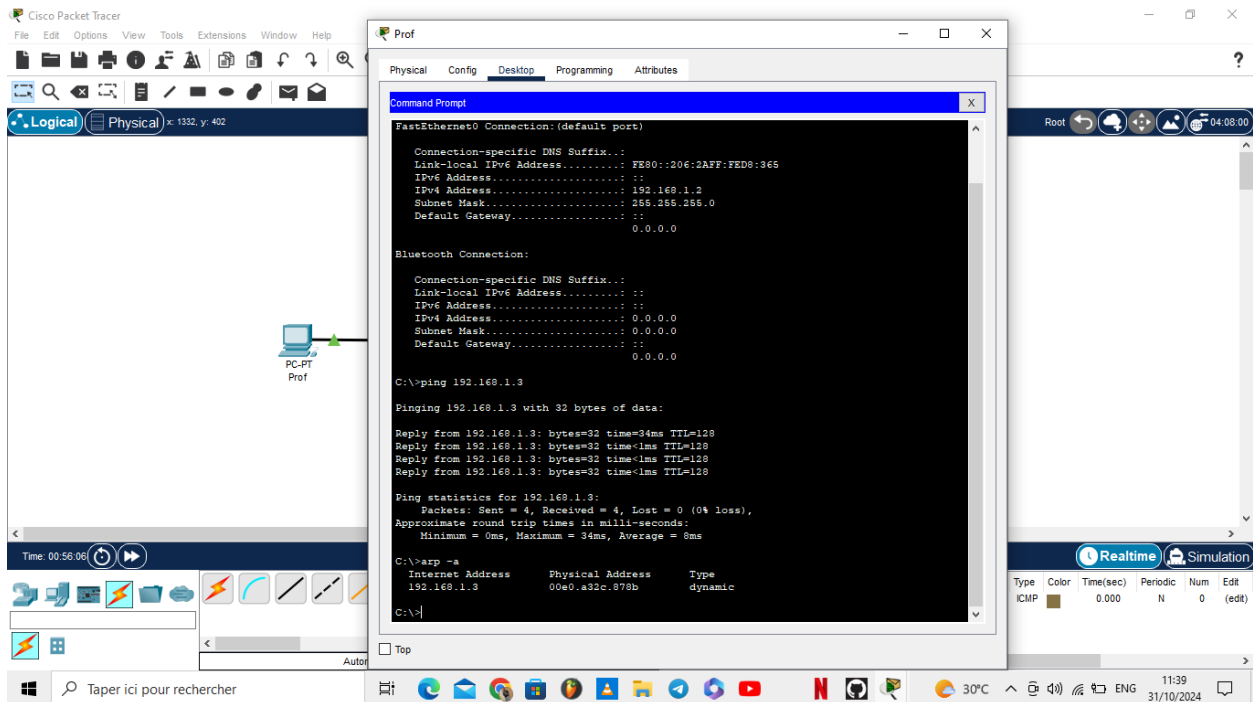 Cisco Packet Tracer
File Edit Options View Tools Extensions Window Help
Logical Physical x: 1332, y: 402
Root 04:08:00
PC-PT
Prof
Prof
Physical Config Desktop Programming Attributes
Command Prompt X
FastEthernet0 Connection:(default port)
Connection-specific DNS Suffix..:
Link-local IPv6 Address.........: FE80::206:2AFF:FED8:365
IPv6 Address....................: ::
IPv4 Address....................: 192.168.1.2
Subnet Mask.....................: 255.255.255.0
Default Gateway.................: ::
0.0.0.0
Bluetooth Connection:
Connection-specific DNS Suffix..:
Link-local IPv6 Address.........: ::
IPv6 Address....................: ::
IPv4 Address....................: 0.0.0.0
Subnet Mask.....................: 0.0.0.0
Default Gateway.................: ::
0.0.0.0
C:\>ping 192.168.1.3
Pinging 192.168.1.3 with 32 bytes of data:
Reply from 192.168.1.3: bytes=32 time=34ms TTL=128
Reply from 192.168.1.3: bytes=32 time<1ms TTL=128
Reply from 192.168.1.3: bytes=32 time<1ms TTL=128
Reply from 192.168.1.3: bytes=32 time<1ms TTL=128
Ping statistics for 192.168.1.3:
Packets: Sent = 4, Received = 4, Lost = 0 (0% loss),
Approximate round trip times in milli-seconds:
Minimum = 0ms, Maximum = 34ms, Average = 8ms
C:\>arp -a
Internet Address Physical Address Type
192.168.1.3 00e0.a32c.878b dynamic
C:\>
Top
Time: 00:56:06
Realtime Simulation
Type Color Time(sec) Periodic Num Edit
ICMP 0.000 N 0 (edit)
Autor
Taper ici pour rechercher
30°C ENG 11:39
31/10/2024